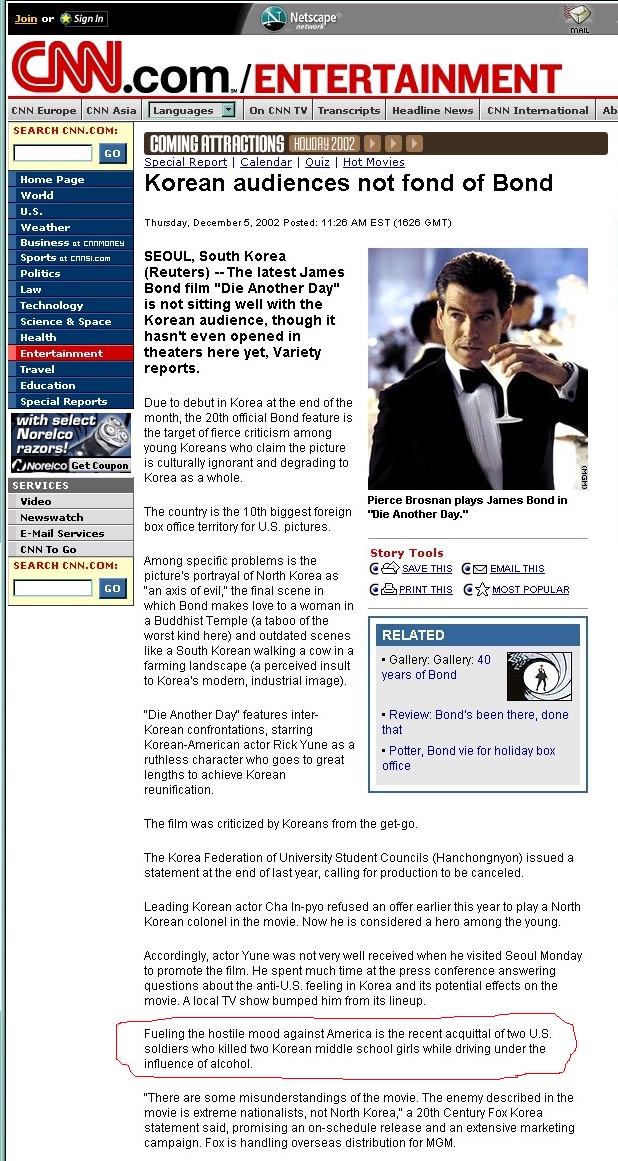 Join or Sign In
Netscape
network
MAIL
CNN.com /ENTERTAINMENT
CNN Europe CNN Asia Languages On CNN TV Transcripts Headline News CNN International Ab
SEARCH CNN.COM:
GO
Home Page
World
U.S.
Weather
Business at CNNMONEY
Sports at CNNSI.com
Politics
Law
Technology
Science & Space
Health
Entertainment
Travel
Education
Special Reports
with select
Norelco
razors!
NORELCO Get Coupon
SERVICES
Video
Newswatch
E-Mail Services
CNN To Go
SEARCH CNN.COM:
GO
COMING ATTRACTIONS HOLIDAY 2002
Special Report | Calendar | Quiz | Hot Movies
Korean audiences not fond of Bond
Thursday, December 5, 2002 Posted: 11:26 AM EST (1626 GMT)
SEOUL, South Korea
(Reuters) -- The latest James
Bond film "Die Another Day"
is not sitting well with the
Korean audience, though it
hasn't even opened in
theaters here yet, Variety
reports.
Due to debut in Korea at the end of the
month, the 20th official Bond feature is
the target of fierce criticism among
young Koreans who claim the picture
is culturally ignorant and degrading to
Korea as a whole.
The country is the 10th biggest foreign
box office territory for U.S. pictures.
Among specific problems is the
picture's portrayal of North Korea as
"an axis of evil," the final scene in
which Bond makes love to a woman in
a Buddhist Temple (a taboo of the
worst kind here) and outdated scenes
like a South Korean walking a cow in a
farming landscape (a perceived insult
to Korea's modern, industrial image).
"Die Another Day" features inter-
Korean confrontations, starring
Korean-American actor Rick Yune as a
ruthless character who goes to great
lengths to achieve Korean
reunification.
(MGM)
Pierce Brosnan plays James Bond in
"Die Another Day."
Story Tools
SAVE THIS EMAIL THIS
PRINT THIS MOST POPULAR
RELATED
• Gallery: Gallery: 40
years of Bond
• Review: Bond's been there, done
that
• Potter, Bond vie for holiday box
office
The film was criticized by Koreans from the get-go.
The Korea Federation of University Student Councils (Hanchongnyon) issued a
statement at the end of last year, calling for production to be canceled.
Leading Korean actor Cha In-pyo refused an offer earlier this year to play a North
Korean colonel in the movie. Now he is considered a hero among the young.
Accordingly, actor Yune was not very well received when he visited Seoul Monday
to promote the film. He spent much time at the press conference answering
questions about the anti-U.S. feeling in Korea and its potential effects on the
movie. A local TV show bumped him from its lineup.
Fueling the hostile mood against America is the recent acquittal of two U.S.
soldiers who killed two Korean middle school girls while driving under the
influence of alcohol.
"There are some misunderstandings of the movie. The enemy described in the
movie is extreme nationalists, not North Korea," a 20th Century Fox Korea
statement said, promising an on-schedule release and an extensive marketing
campaign. Fox is handling overseas distribution for MGM.